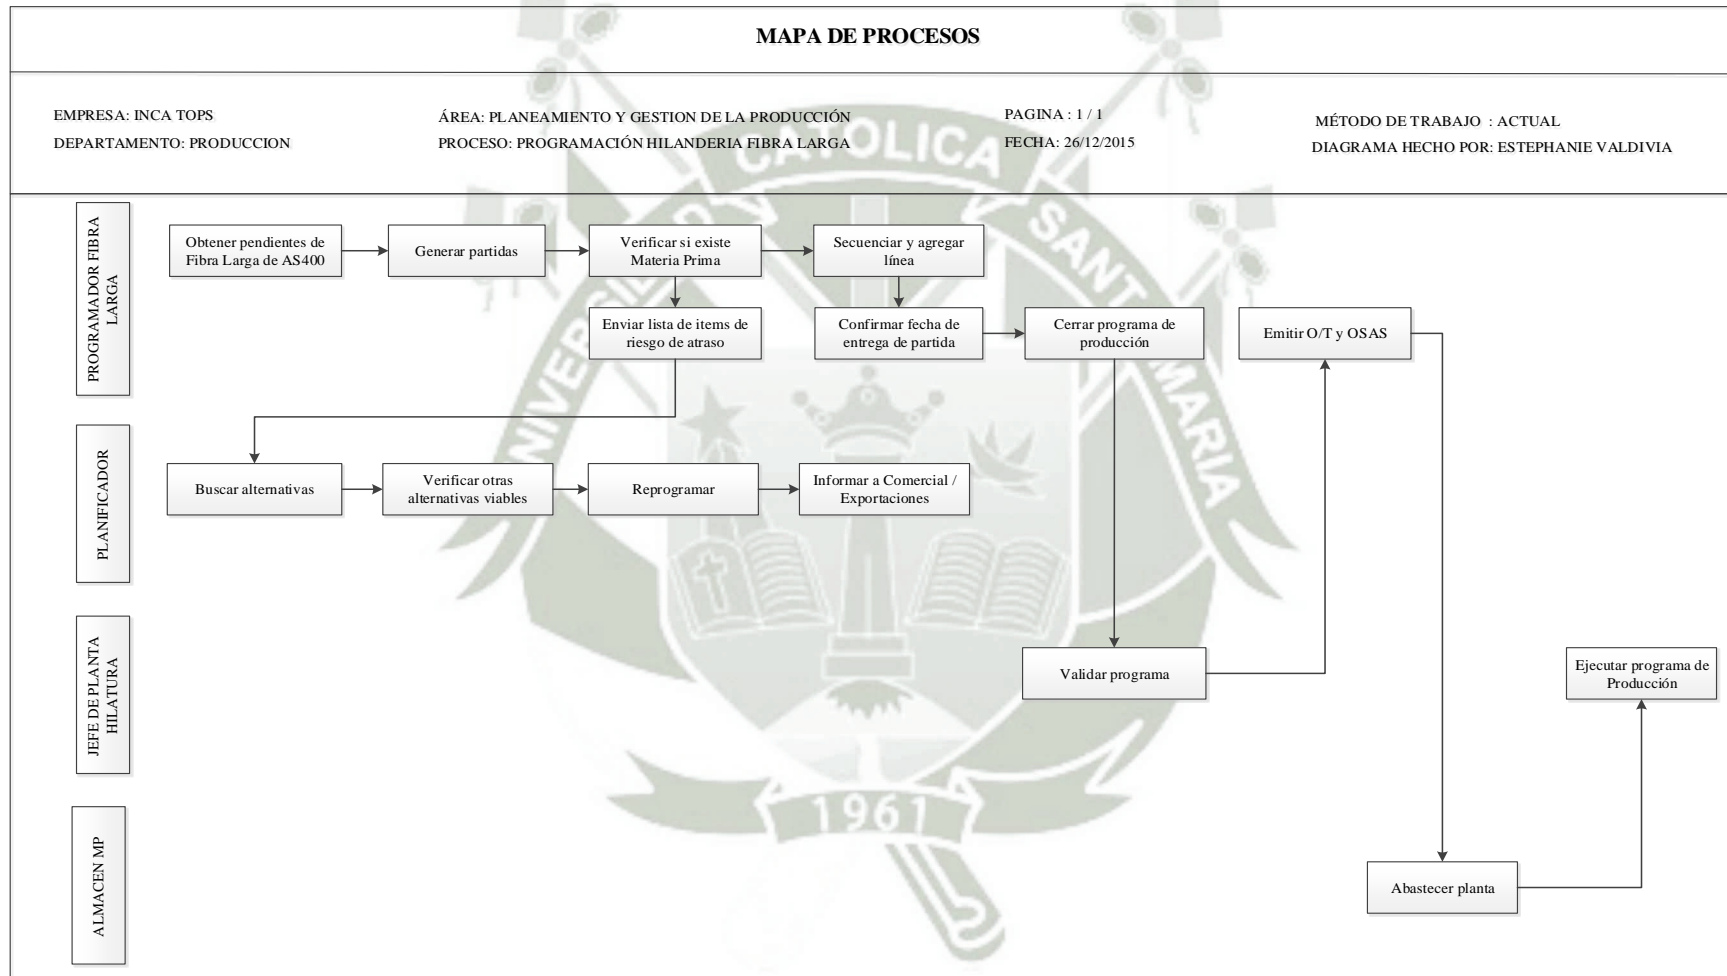 MAPA DE PROCESOS
EMPRESA: INCA TOPS
DEPARTAMENTO: PRODUCCION
ÁREA: PLANEAMIENTO Y GESTION DE LA PRODUCCIÓN
PROCESO: PROGRAMACIÓN HILANDERIA FIBRA LARGA
PAGINA : 1 / 1
FECHA: 26/12/2015
MÉTODO DE TRABAJO : ACTUAL
DIAGRAMA HECHO POR: ESTEPHANIE VALDIVIA
PROGRAMADOR FIBRA
LARGA
Obtener pendientes de
Fibra Larga de AS400
Generar partidas
Verificar si existe
Materia Prima
Secuenciar y agregar
línea
Enviar lista de items de
riesgo de atraso
Confirmar fecha de
entrega de partida
Cerrar programa de
producción
Emitir O/T y OSAS
PLANIFICADOR
Buscar alternativas
Verificar otras
alternativas viables
Reprogramar
Informar a Comercial /
Exportaciones
JEFE DE PLANTA
HILATURA
Validar programa
Ejecutar programa de
Producción
ALMACEN MP
Abastecer planta
CATOLICA
SANTA MARIA
1961